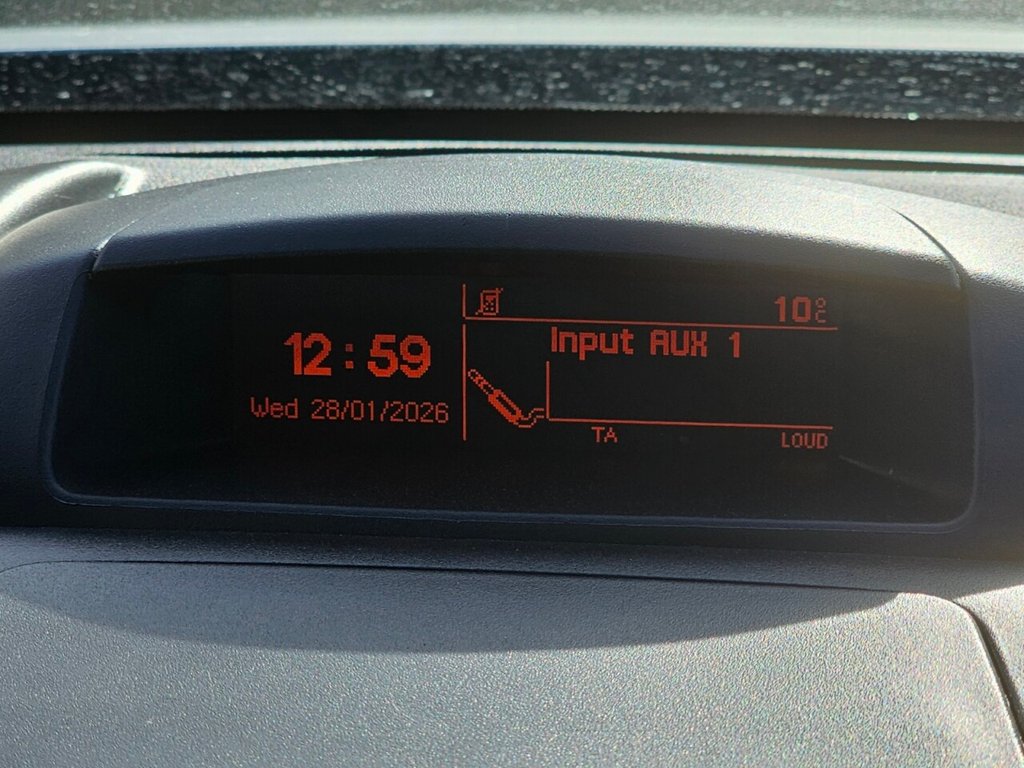 12:59
Wed 28/01/2026
10°C
Input AUX 1
TA
LOUD